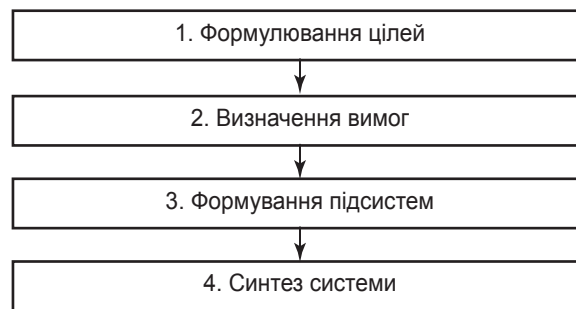 1. Формулювання цілей
2. Визначення вимог
3. Формування підсистем
4. Синтез системи